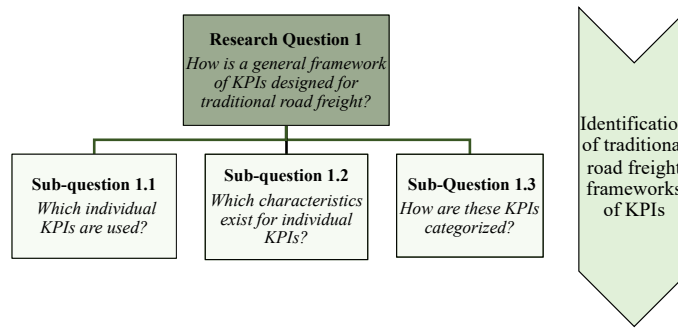 Research Question 1
How is a general framework
of KPIs designed for
traditional road freight?
Sub-question 1.1
Which individual
KPIs are used?
Sub-question 1.2
Which characteristics
exist for individual
KPIs?
Sub-Question 1.3
How are these KPIs
categorized?
Identification
of traditional
road freight
frameworks
of KPIs